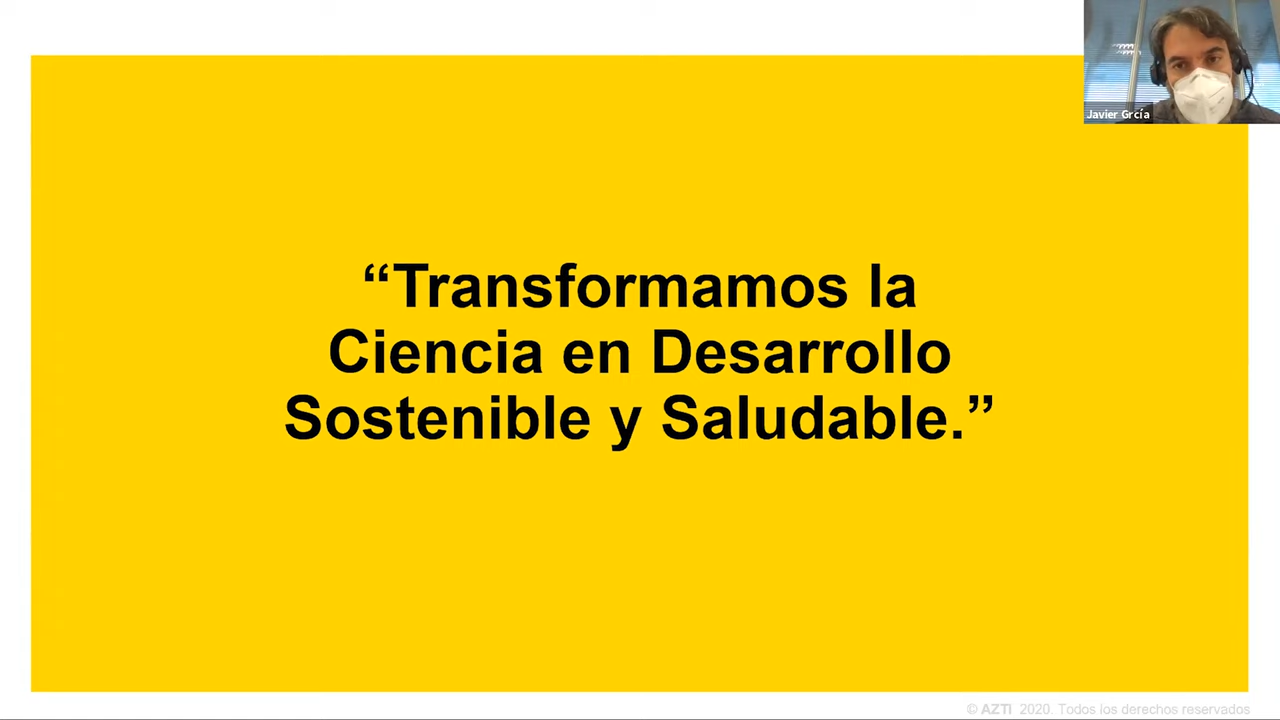 Javier Grcía
“Transformamos la
Ciencia en Desarrollo
Sostenible y Saludable.”
© AZTI 2020. Todos los derechos reservados